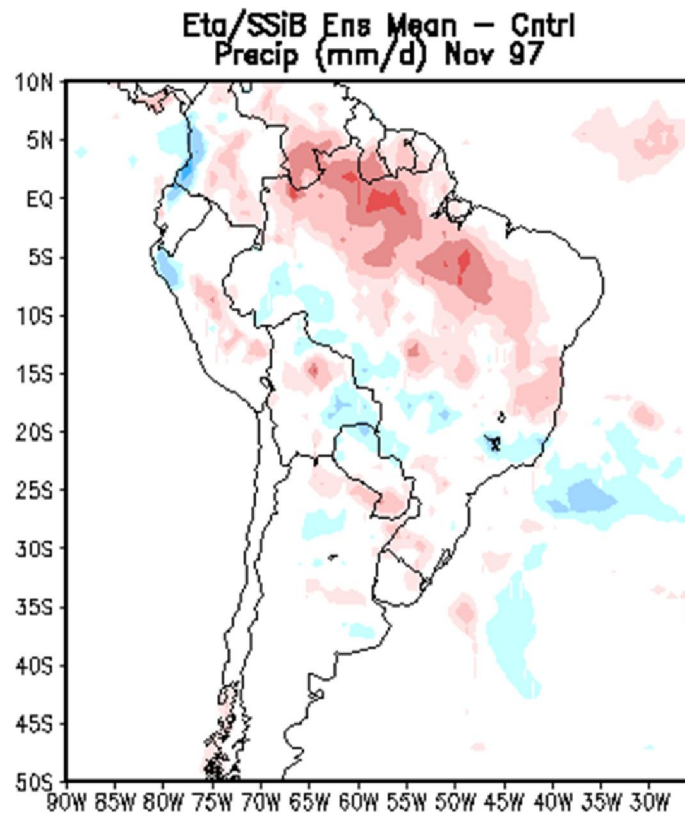 Eta/SSiB Ens Mean – Cntrl
Precip (mm/d) Nov 97
10N
5N
EQ
5S
10S
15S
20S
25S
30S
35S
40S
45S
50S
90W 85W 80W 75W 70W 65W 60W 55W 50W 45W 40W 35W 30W